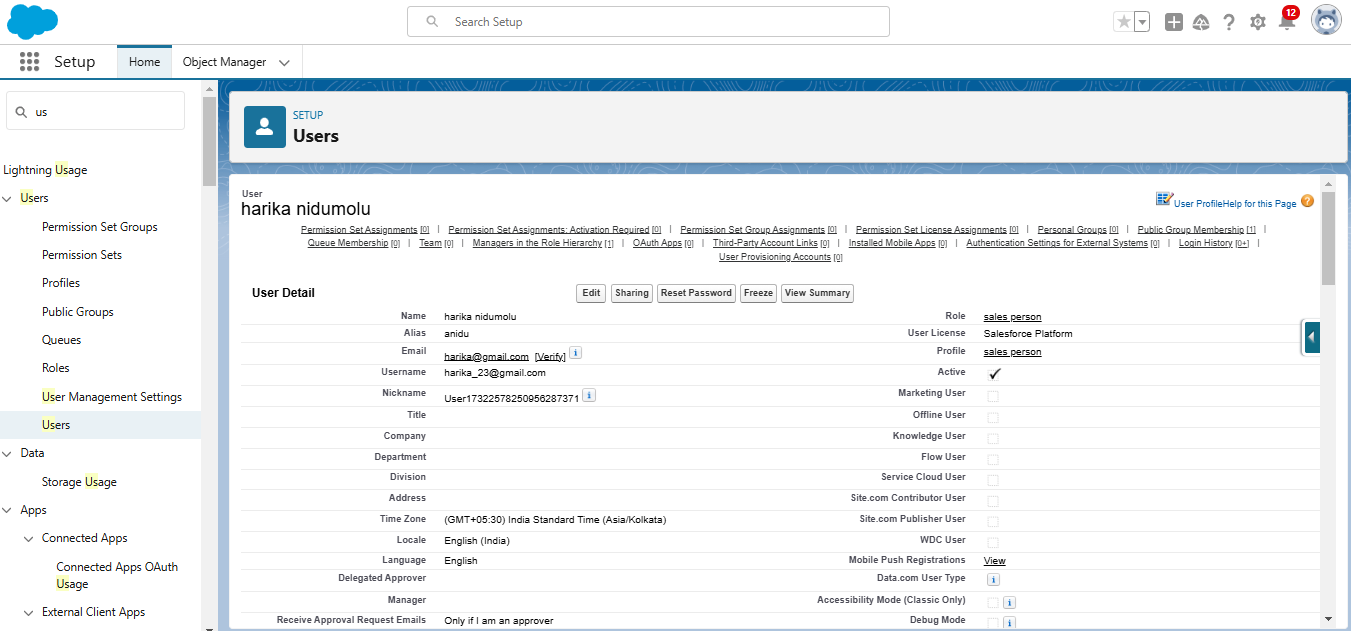 Search Setup
12
Setup
Home
Object Manager
us
Lightning Usage
Users
Permission Set Groups
Permission Sets
Profiles
Public Groups
Queues
Roles
User Management Settings
Users
Data
Storage Usage
Apps
Connected Apps
Connected Apps OAuth
Usage
External Client Apps
SETUP
Users
User
harika nidumolu
User Profile Help for this Page ?
Permission Set Assignments [0] | Permission Set Assignments: Activation Required [0] | Permission Set Group Assignments [0] | Permission Set License Assignments [0] | Personal Groups [0] | Public Group Membership [1] |
Queue Membership [0] | Team [0] | Managers in the Role Hierarchy [1] | OAuth Apps [0] | Third-Party Account Links [0] | Installed Mobile Apps [0] | Authentication Settings for External Systems [0] | Login History [0+] |
User Provisioning Accounts [0]
User Detail Edit Sharing Reset Password Freeze View Summary
Name harika nidumolu Role sales person
Alias anidu User License Salesforce Platform
Email harika@gmail.com [Verify] i Profile sales person
Username harika_23@gmail.com Active ✓
Nickname User17322578250956287371 i Marketing User
Title Offline User
Company Knowledge User
Department Flow User
Division Service Cloud User
Address Site.com Contributor User
Time Zone (GMT+05:30) India Standard Time (Asia/Kolkata) Site.com Publisher User
Locale English (India) WDC User
Language English Mobile Push Registrations View
Delegated Approver Data.com User Type i
Manager Accessibility Mode (Classic Only) i
Receive Approval Request Emails Only if I am an approver Debug Mode i